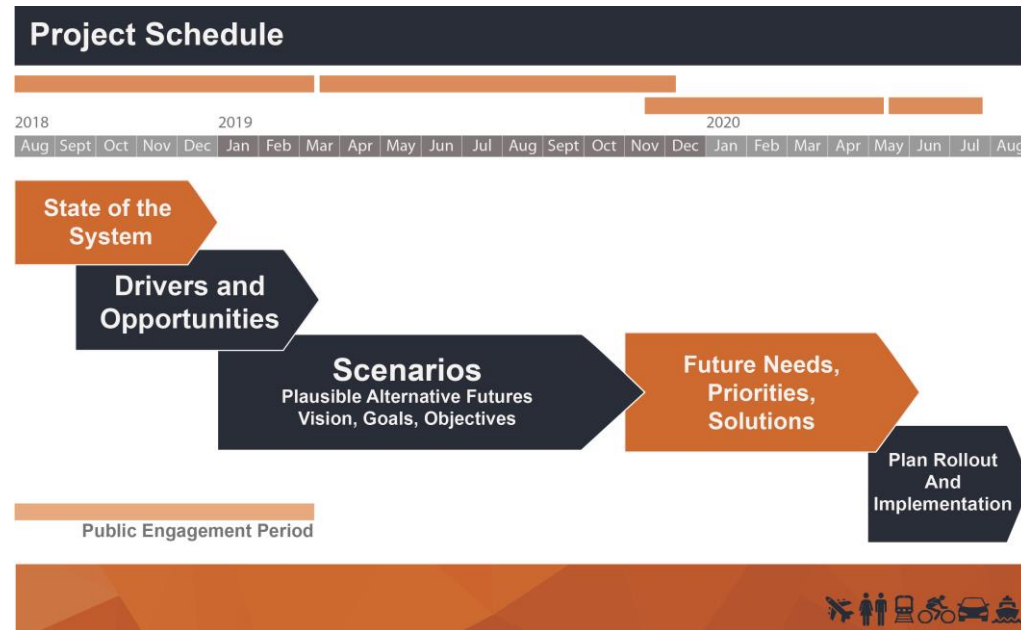 Project Schedule
2018 2019 2020
Aug Sept Oct Nov Dec Jan Feb Mar Apr May Jun Jul Aug Sept Oct Nov Dec Jan Feb Mar Apr May Jun Jul Aug
State of the
System
Drivers and
Opportunities
Scenarios
Plausible Alternative Futures
Vision, Goals, Objectives
Future Needs,
Priorities,
Solutions
Plan Rollout
And
Implementation
Public Engagement Period